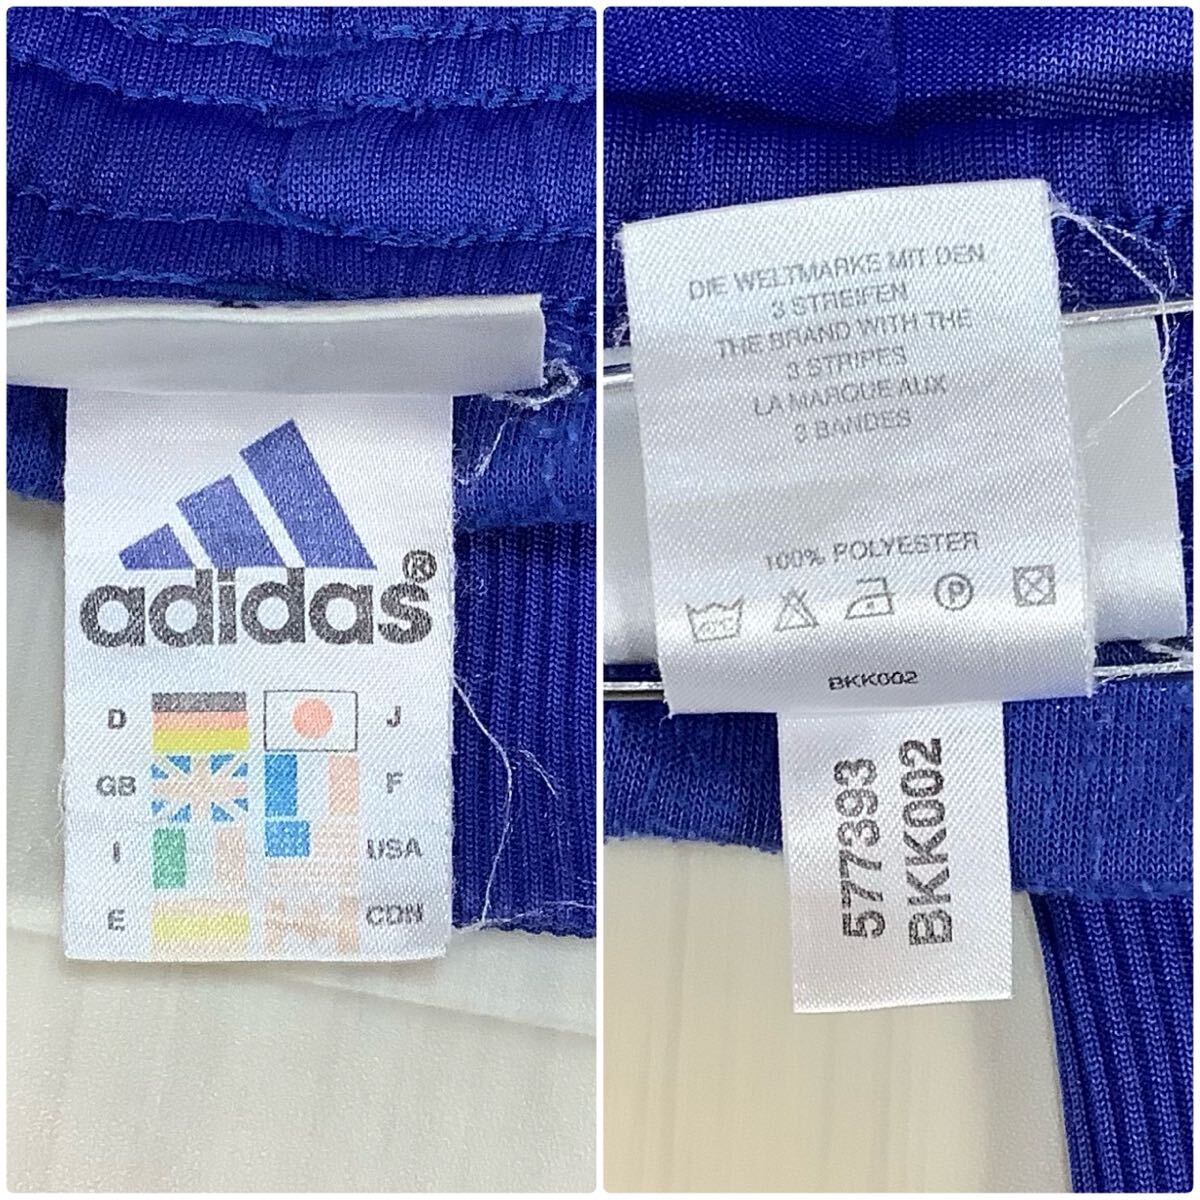 adidas®
D J
GB F
I USA
E CDN
DIE WELTMARKE MIT DEN
3 STREIFEN
THE BRAND WITH THE
3 STRIPES
LA MARQUE AUX
3 BANDES
100% POLYESTER
P
BKK002
577393
BKK002